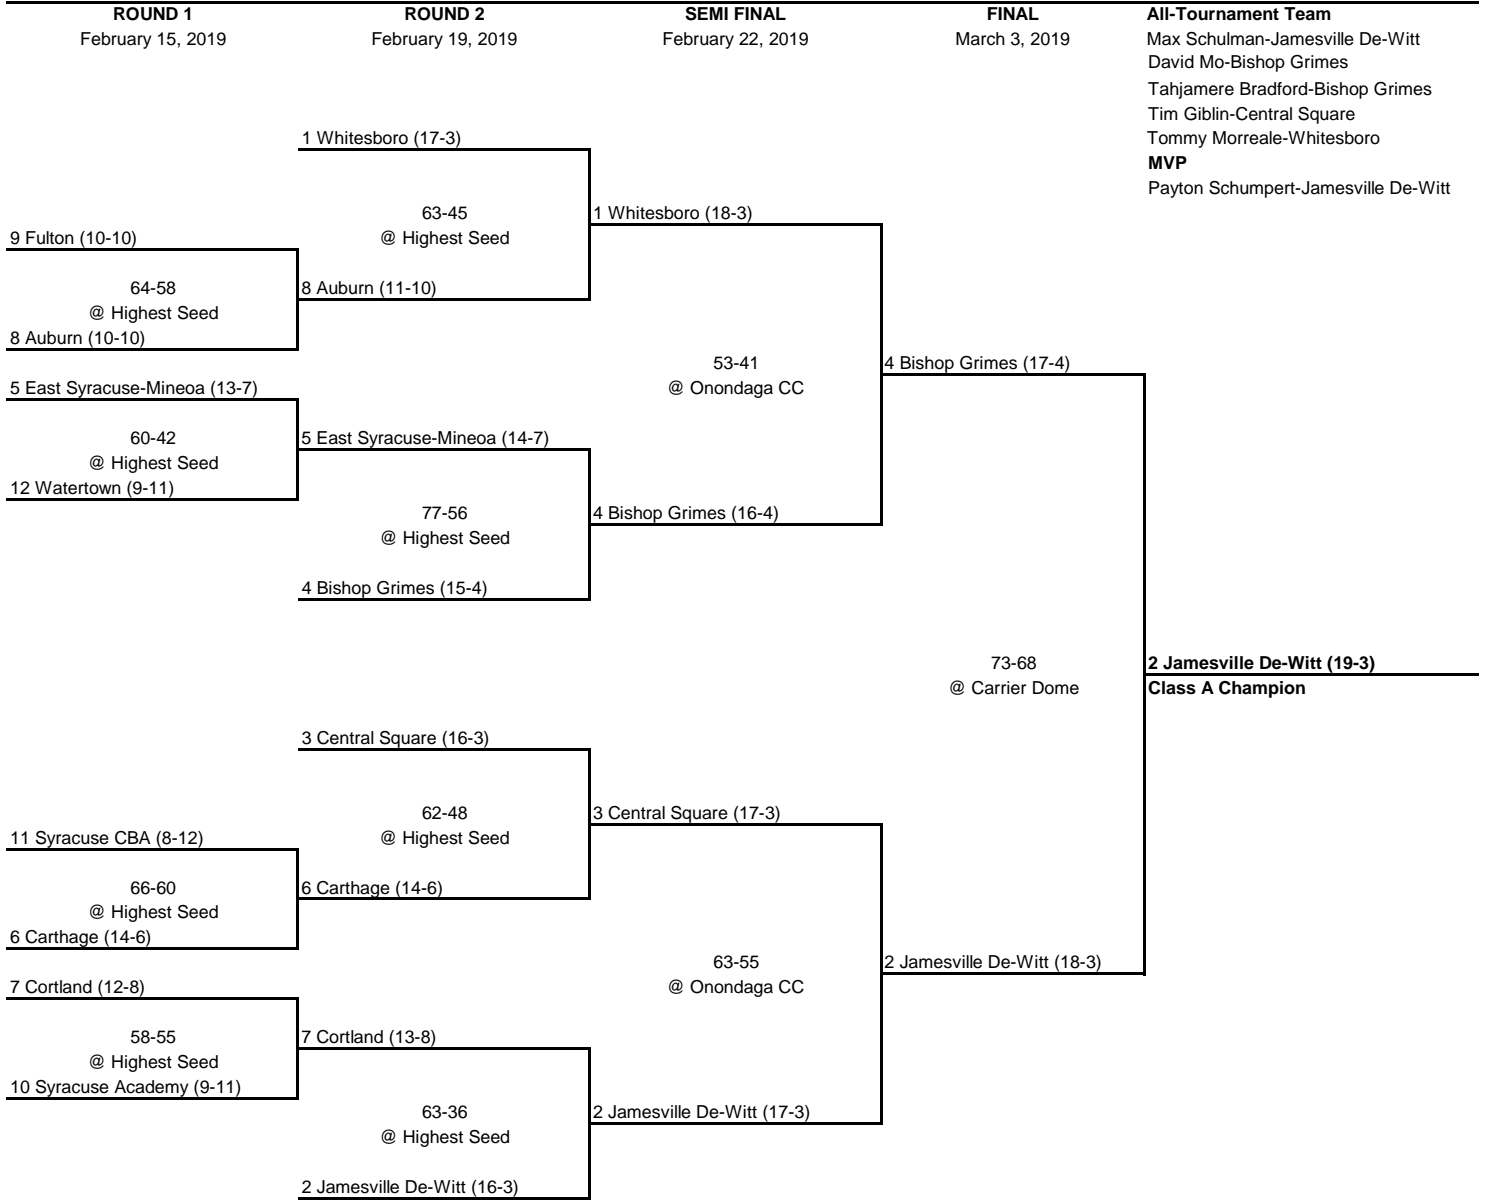 ROUND 1
February 15, 2019
ROUND 2
February 19, 2019
SEMI FINAL
February 22, 2019
FINAL
March 3, 2019
All-Tournament Team
Max Schulman-Jamesville De-Witt
David Mo-Bishop Grimes
Tahjamere Bradford-Bishop Grimes
Tim Giblin-Central Square
Tommy Morreale-Whitesboro
MVP
Payton Schumpert-Jamesville De-Witt
9 Fulton (10-10)
64-58
@ Highest Seed
8 Auburn (10-10)
5 East Syracuse-Mineoa (13-7)
60-42
@ Highest Seed
12 Watertown (9-11)
11 Syracuse CBA (8-12)
66-60
@ Highest Seed
6 Carthage (14-6)
7 Cortland (12-8)
58-55
@ Highest Seed
10 Syracuse Academy (9-11)
1 Whitesboro (17-3)
63-45
@ Highest Seed
8 Auburn (11-10)
5 East Syracuse-Mineoa (14-7)
77-56
@ Highest Seed
4 Bishop Grimes (15-4)
3 Central Square (16-3)
62-48
@ Highest Seed
6 Carthage (14-6)
7 Cortland (13-8)
63-36
@ Highest Seed
2 Jamesville De-Witt (16-3)
1 Whitesboro (18-3)
53-41
@ Onondaga CC
4 Bishop Grimes (16-4)
3 Central Square (17-3)
63-55
@ Onondaga CC
2 Jamesville De-Witt (17-3)
4 Bishop Grimes (17-4)
73-68
@ Carrier Dome
2 Jamesville De-Witt (18-3)
2 Jamesville De-Witt (19-3)
Class A Champion